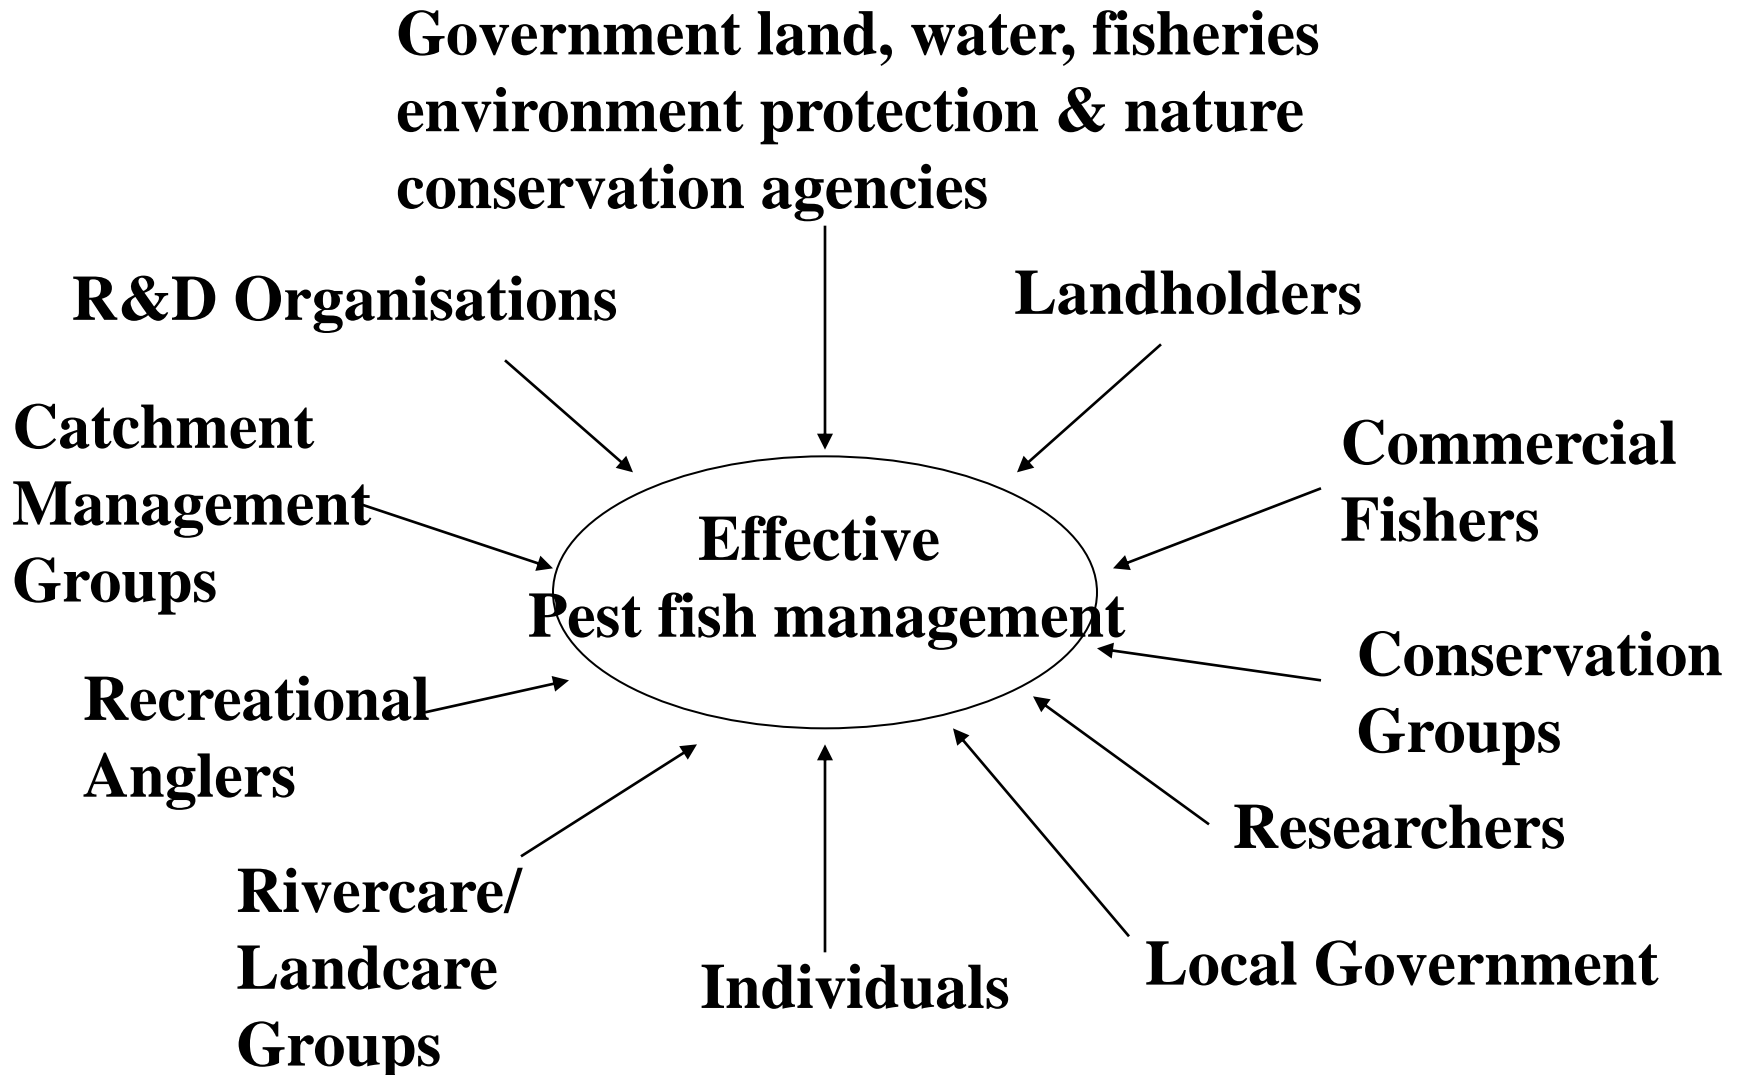 Government land, water, fisheries
environment protection & nature
conservation agencies
R&D Organisations
Landholders
Catchment
Management
Groups
Commercial
Fishers
Effective
Pest fish management
Conservation
Groups
Recreational
Anglers
Researchers
Rivercare/
Landcare
Groups
Individuals
Local Government